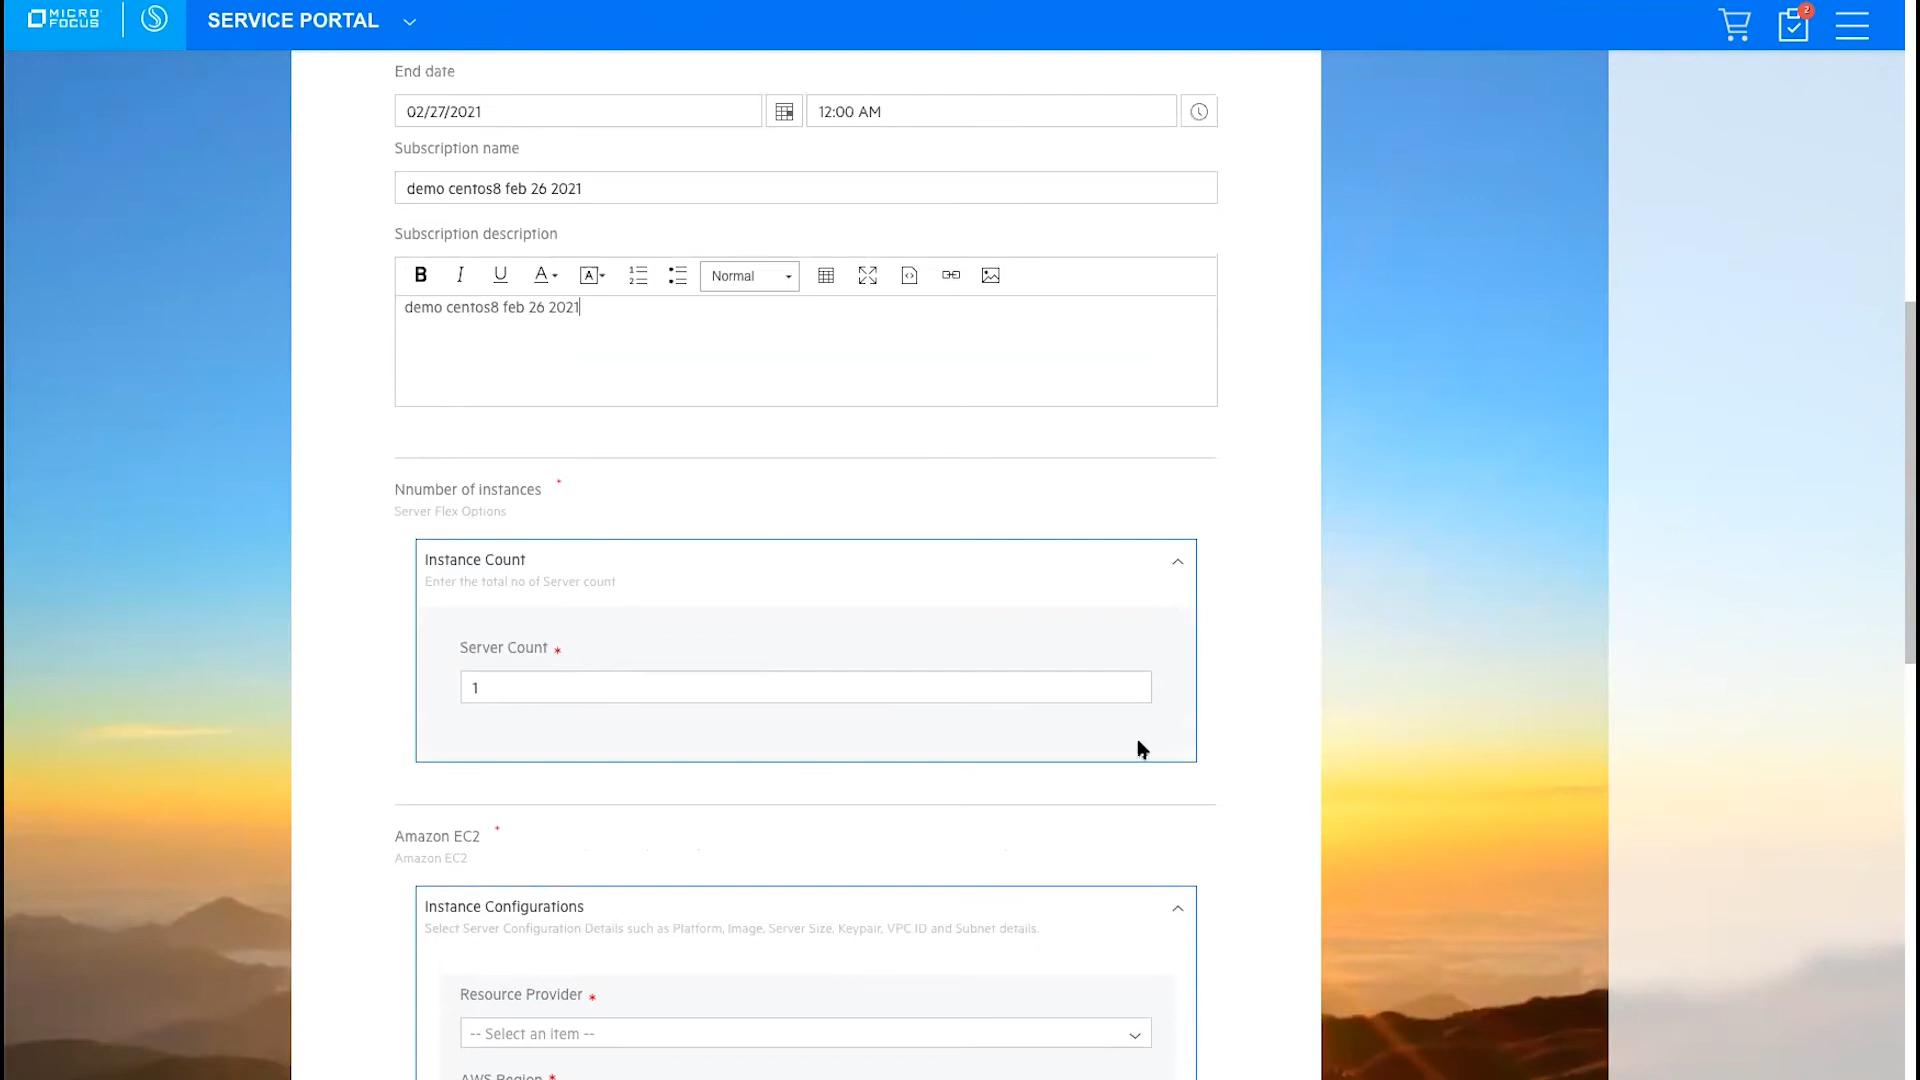 MICRO
FOCUS
SERVICE PORTAL
2
End date
02/27/2021
12:00 AM
Subscription name
demo centos8 feb 26 2021
Subscription description
B I U A A Normal
demo centos8 feb 26 2021
Nnumber of instances *
Server Flex Options
Instance Count
Enter the total no of Server count
Server Count *
1
Amazon EC2 *
Amazon EC2
Instance Configurations
Select Server Configuration Details such as Platform, Image, Server Size, Keypair, VPC ID and Subnet details.
Resource Provider *
-- Select an item --
AWS Region *